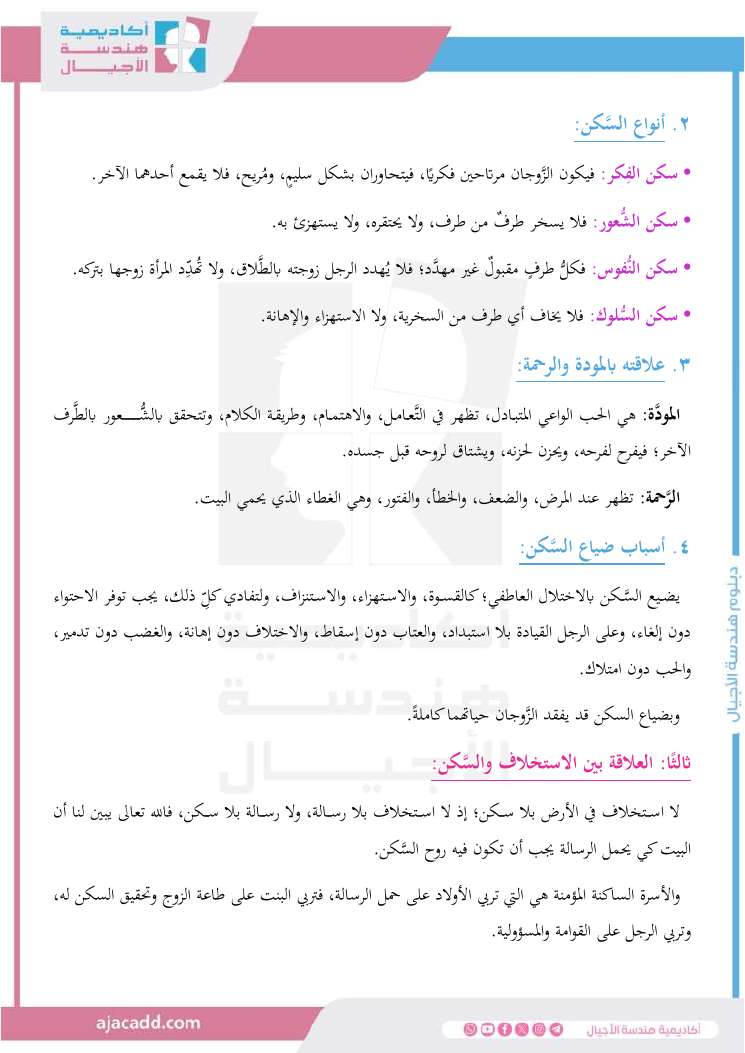 أكاديمية
هندسة
الأجيال
٢. أنواع السَّكن:
• سكن الفِكر: فيكون الزَّوجان مرتاحين فكريًا، فيتحاوران بشكل سليمٍ، ومُريح، فلا يقمع أحدهما الآخر.
• سكن الشُّعور: فلا يسخر طرفٌ من طرف، ولا يحتقره، ولا يستهزئ به.
• سكن النُّفوس: فكلُّ طرفٍ مقبولٌ غير مهدَّد؛ فلا يُهدد الرجل زوجته بالطَّلاق، ولا تُهدِّد المرأة زوجها بتركه.
• سكن السُّلوك: فلا يخاف أي طرف من السخرية، ولا الاستهزاء والإهانة.
٣. علاقته بالمودة والرحمة:
المودَّة: هي الحب الواعي المتبادل، تظهر في التَّعامل، والاهتمام، وطريقة الكلام، وتتحقق بالشُّعور بالطَّرف
الآخر؛ فيفرح لفرحه، ويحزن لحزنه، ويشتاق لروحه قبل جسده.
الرَّحمة: تظهر عند المرض، والضعف، والخطأ، والفتور، وهي الغطاء الذي يحمي البيت.
٤. أسباب ضياع السَّكن:
يضيع السَّكن بالاختلال العاطفي؛ كالقسوة، والاستهزاء، والاستنزاف، ولتفادي كلِّ ذلك، يجب توفر الاحتواء
دون إلغاء، وعلى الرجل القيادة بلا استبداد، والعتاب دون إسقاط، والاختلاف دون إهانة، والغضب دون تدمير،
والحب دون امتلاك.
وبضياع السكن قد يفقد الزَّوجان حياتهما كاملةً.
ثالثًا: العلاقة بين الاستخلاف والسَّكن:
لا استخلاف في الأرض بلا سكن؛ إذ لا استخلاف بلا رسالة، ولا رسالة بلا سكن، فالله تعالى يبين لنا أن
البيت كي يحمل الرسالة يجب أن تكون فيه روح السَّكن.
والأسرة الساكنة المؤمنة هي التي تربي الأولاد على حمل الرسالة، فتربي البنت على طاعة الزوج وتحقيق السكن له،
وتربي الرجل على القوامة والمسؤولية.
دبلوم هندسة الأجيال
أكاديمية
هندسة
الأجيال
ajacadd.com
أكاديمية هندسة الأجيال